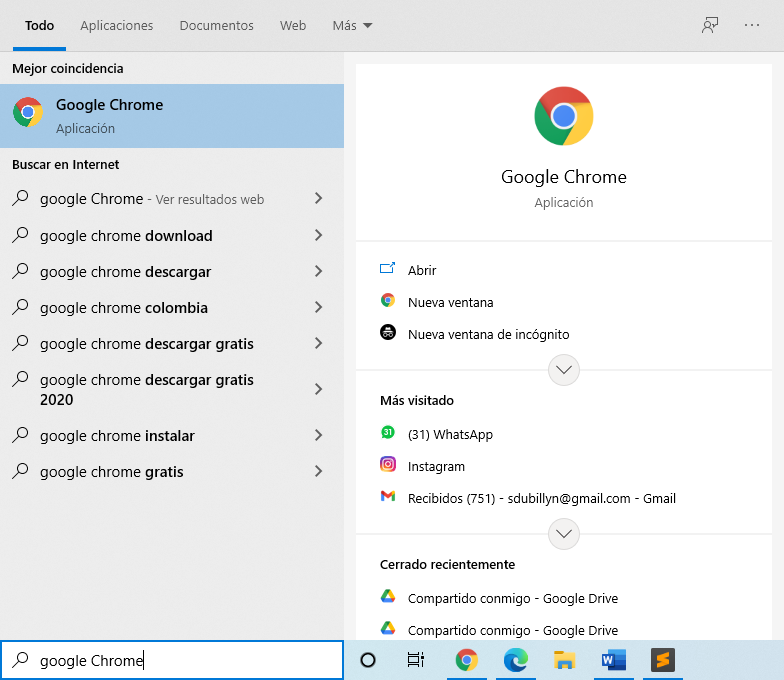 Todo Aplicaciones Documentos Web Más
Mejor coincidencia
Google Chrome
Aplicación
Buscar en Internet
google Chrome - Ver resultados web
google chrome download
google chrome descargar
google chrome colombia
google chrome descargar gratis
google chrome descargar gratis
2020
google chrome instalar
google chrome gratis
Google Chrome
Aplicación
Abrir
Nueva ventana
Nueva ventana de incógnito
Más visitado
31
(31) WhatsApp
Instagram
Recibidos (751) - sdubillyn@gmail.com - Gmail
Cerrado recientemente
Compartido conmigo - Google Drive
Compartido conmigo - Google Drive
google Chrome
W
S